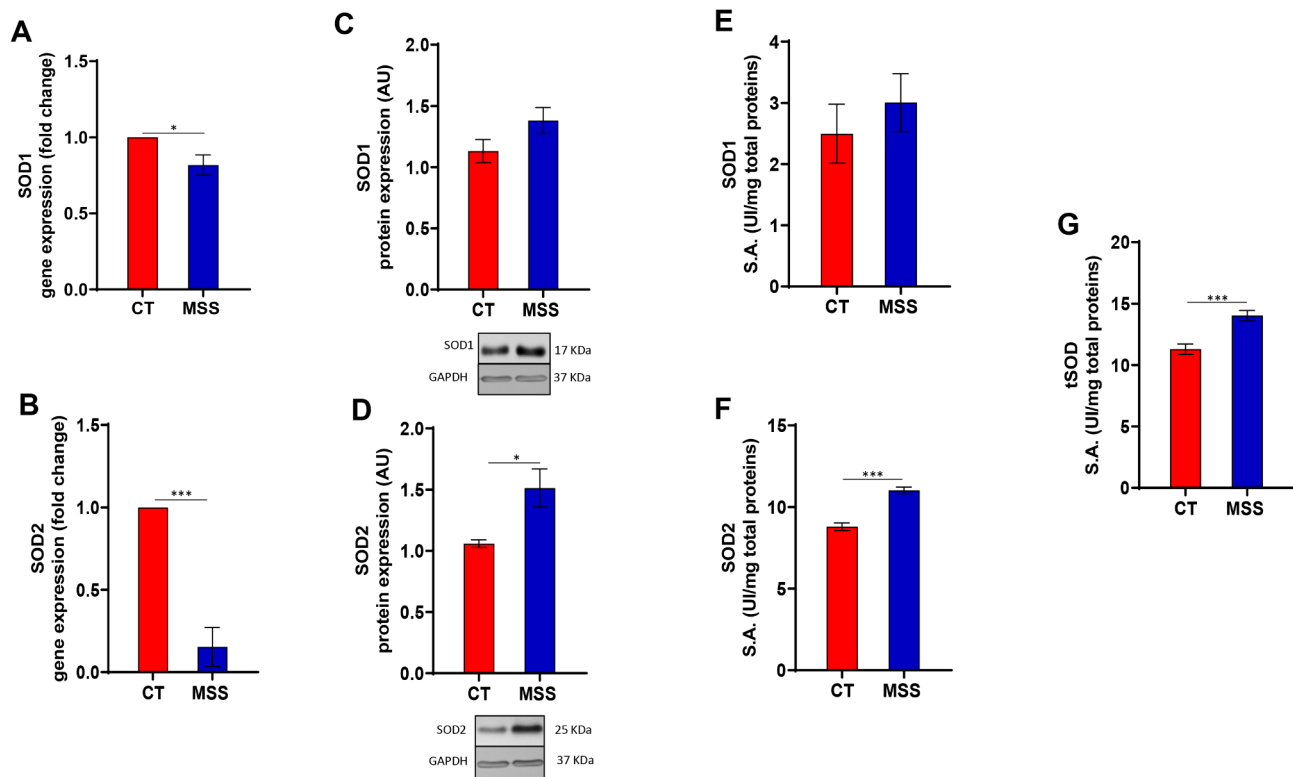 A
SOD1
gene expression (fold change)
1.5
1.0
0.5
0.0
*
CT
MSS
B
SOD2
gene expression (fold change)
1.5
1.0
0.5
0.0
***
CT
MSS
C
SOD1
protein expression (AU)
2.0
1.5
1.0
0.5
0.0
CT
MSS
SOD1
17 KDa
GAPDH
37 KDa
D
SOD2
protein expression (AU)
2.0
1.5
1.0
0.5
0.0
*
CT
MSS
SOD2
25 KDa
GAPDH
37 KDa
E
SOD1
S.A. (UI/mg total proteins)
4
3
2
1
0
CT
MSS
F
SOD2
S.A. (UI/mg total proteins)
15
10
5
0
***
CT
MSS
G
tSOD
S.A. (UI/mg total proteins)
20
15
10
5
0
***
CT
MSS